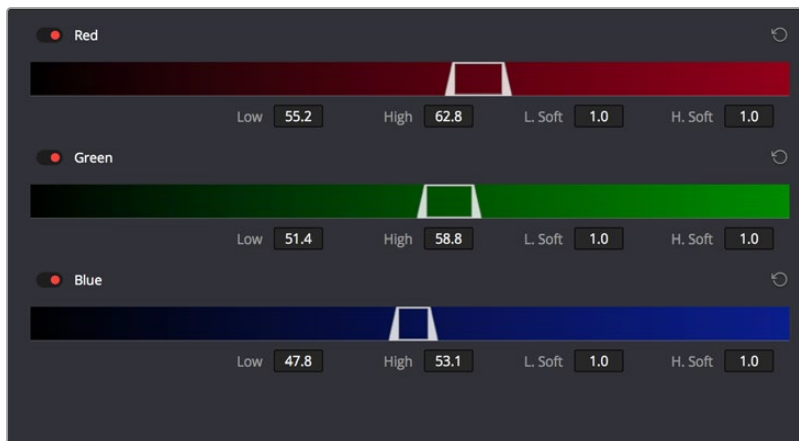 Red
Low 55.2 High 62.8 L. Soft 1.0 H. Soft 1.0
Green
Low 51.4 High 58.8 L. Soft 1.0 H. Soft 1.0
Blue
Low 47.8 High 53.1 L. Soft 1.0 H. Soft 1.0